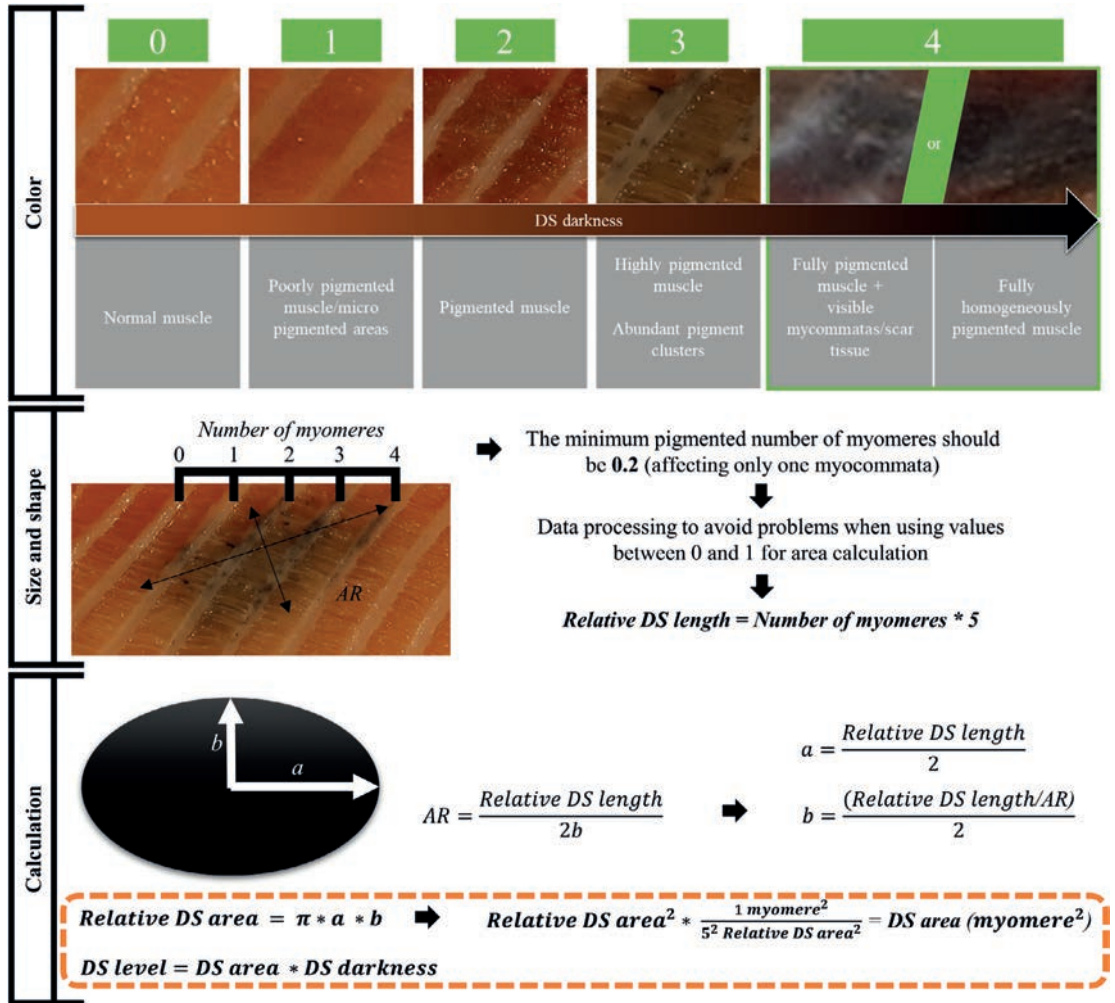 0 1 2 3 4
or
Color
DS darkness
Normal muscle
Poorly pigmented
muscle/micro
pigmented areas
Pigmented muscle
Highly pigmented
muscle
Abundant pigment
clusters
Fully pigmented
muscle +
visible
mycommatas/scar
tissue
Fully
homogeneously
pigmented muscle
Size and shape
Number of myomeres
0 1 2 3 4
AR
The minimum pigmented number of myomeres should
be 0.2 (affecting only one myocommata)
Data processing to avoid problems when using values
between 0 and 1 for area calculation
Relative DS length = Number of myomeres * 5
Calculation
b
a
AR = Relative DS length / 2b
a = Relative DS length / 2
b = (Relative DS length/AR) / 2
Relative DS area = π * a * b
Relative DS area² * 1 myomere² / 5² Relative DS area² = DS area (myomere²)
DS level = DS area * DS darkness